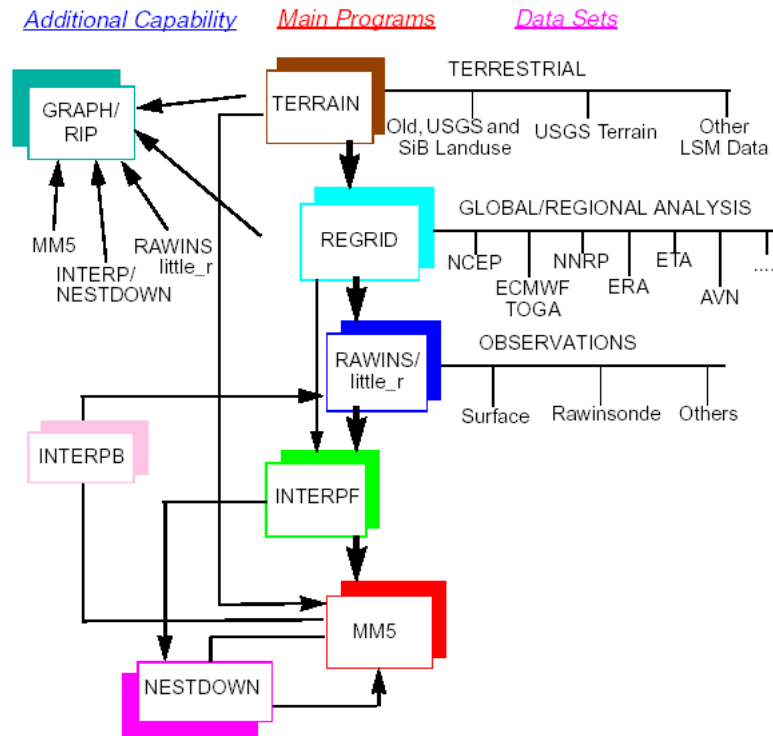 Additional Capability
Main Programs
Data Sets
GRAPH/
RIP
TERRAIN
TERRESTRIAL
Old, USGS and
SiB Landuse
USGS Terrain
Other
LSM Data
MM5
INTERP/
NESTDOWN
RAWINS
little_r
REGRID
GLOBAL/REGIONAL ANALYSIS
NCEP
ECMWF
TOGA
NNRP
ERA
ETA
AVN
....
RAWINS/
little_r
OBSERVATIONS
Surface
Rawinsonde
Others
INTERPB
INTERPF
MM5
NESTDOWN